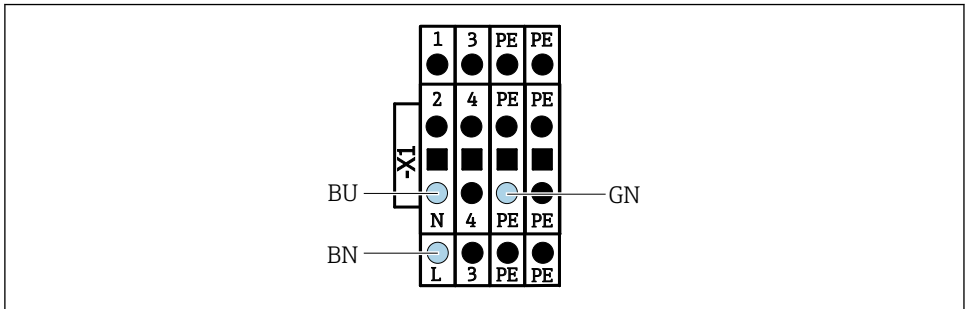 1 3 PE PE
2 4 PE PE
-X1
BU
GN
N 4 PE PE
BN
L 3 PE PE